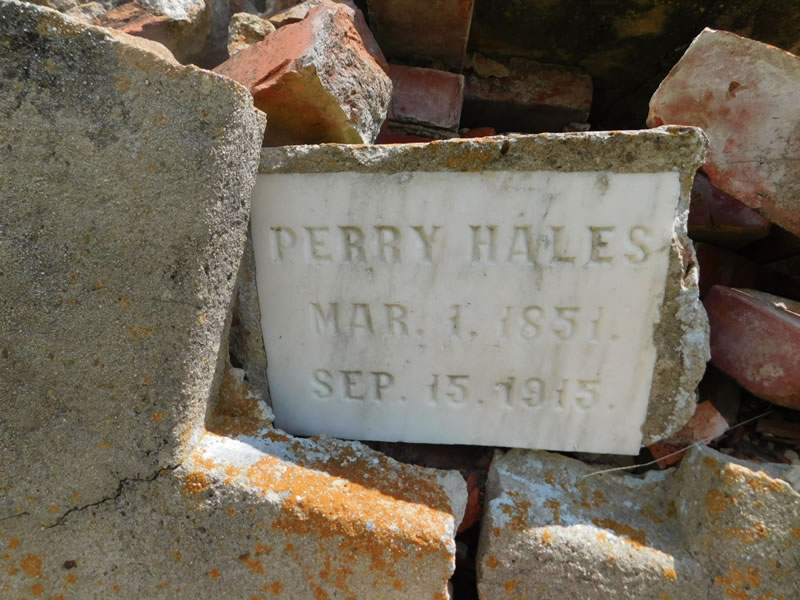 PERRY HALES
MAR. 1. 1851.
SEP. 15. 1915.